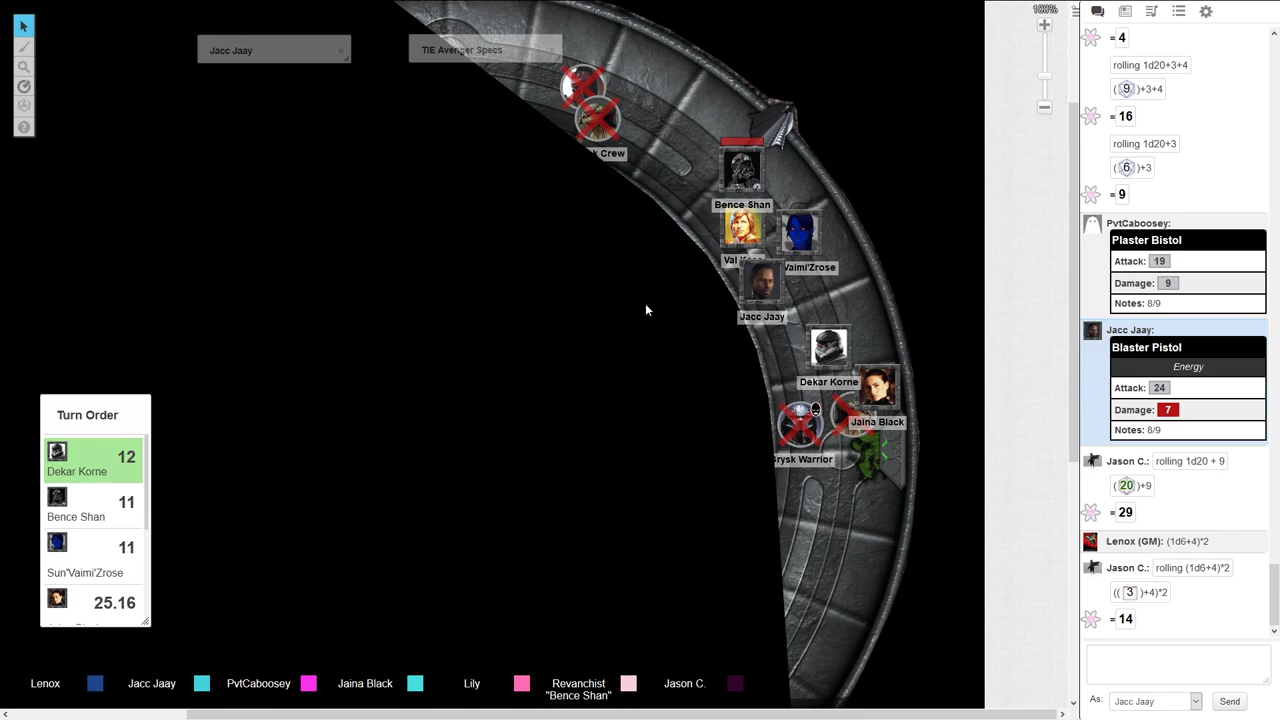 100%
Jacc Jaay ×
TIE Avenger Specs
k Crew
Bence Shan
Vaimi'Zrose
Jacc Jaay
Dekar Korne
Jaina Black
Grysk Warrior
Turn Order
12
Dekar Korne
11
Bence Shan
11
Sun'Vaimi'Zrose
25.16
Lenox
Jacc Jaay
PvtCaboosey
Jaina Black
Lily
Revanchist
"Bence Shan"
Jason C.
= 4
rolling 1d20+3+4
(9)+3+4
= 16
rolling 1d20+3
(6)+3
= 9
PvtCaboosey:
Plaster Bistol
Attack: 19
Damage: 9
Notes: 8/9
Jacc Jaay:
Blaster Pistol
Energy
Attack: 24
Damage: 7
Notes: 8/9
Jason C.: rolling 1d20 + 9
(20)+9
= 29
Lenox (GM): (1d6+4)*2
Jason C.: rolling (1d6+4)*2
((3)+4)*2
= 14
As: Jacc Jaay Send